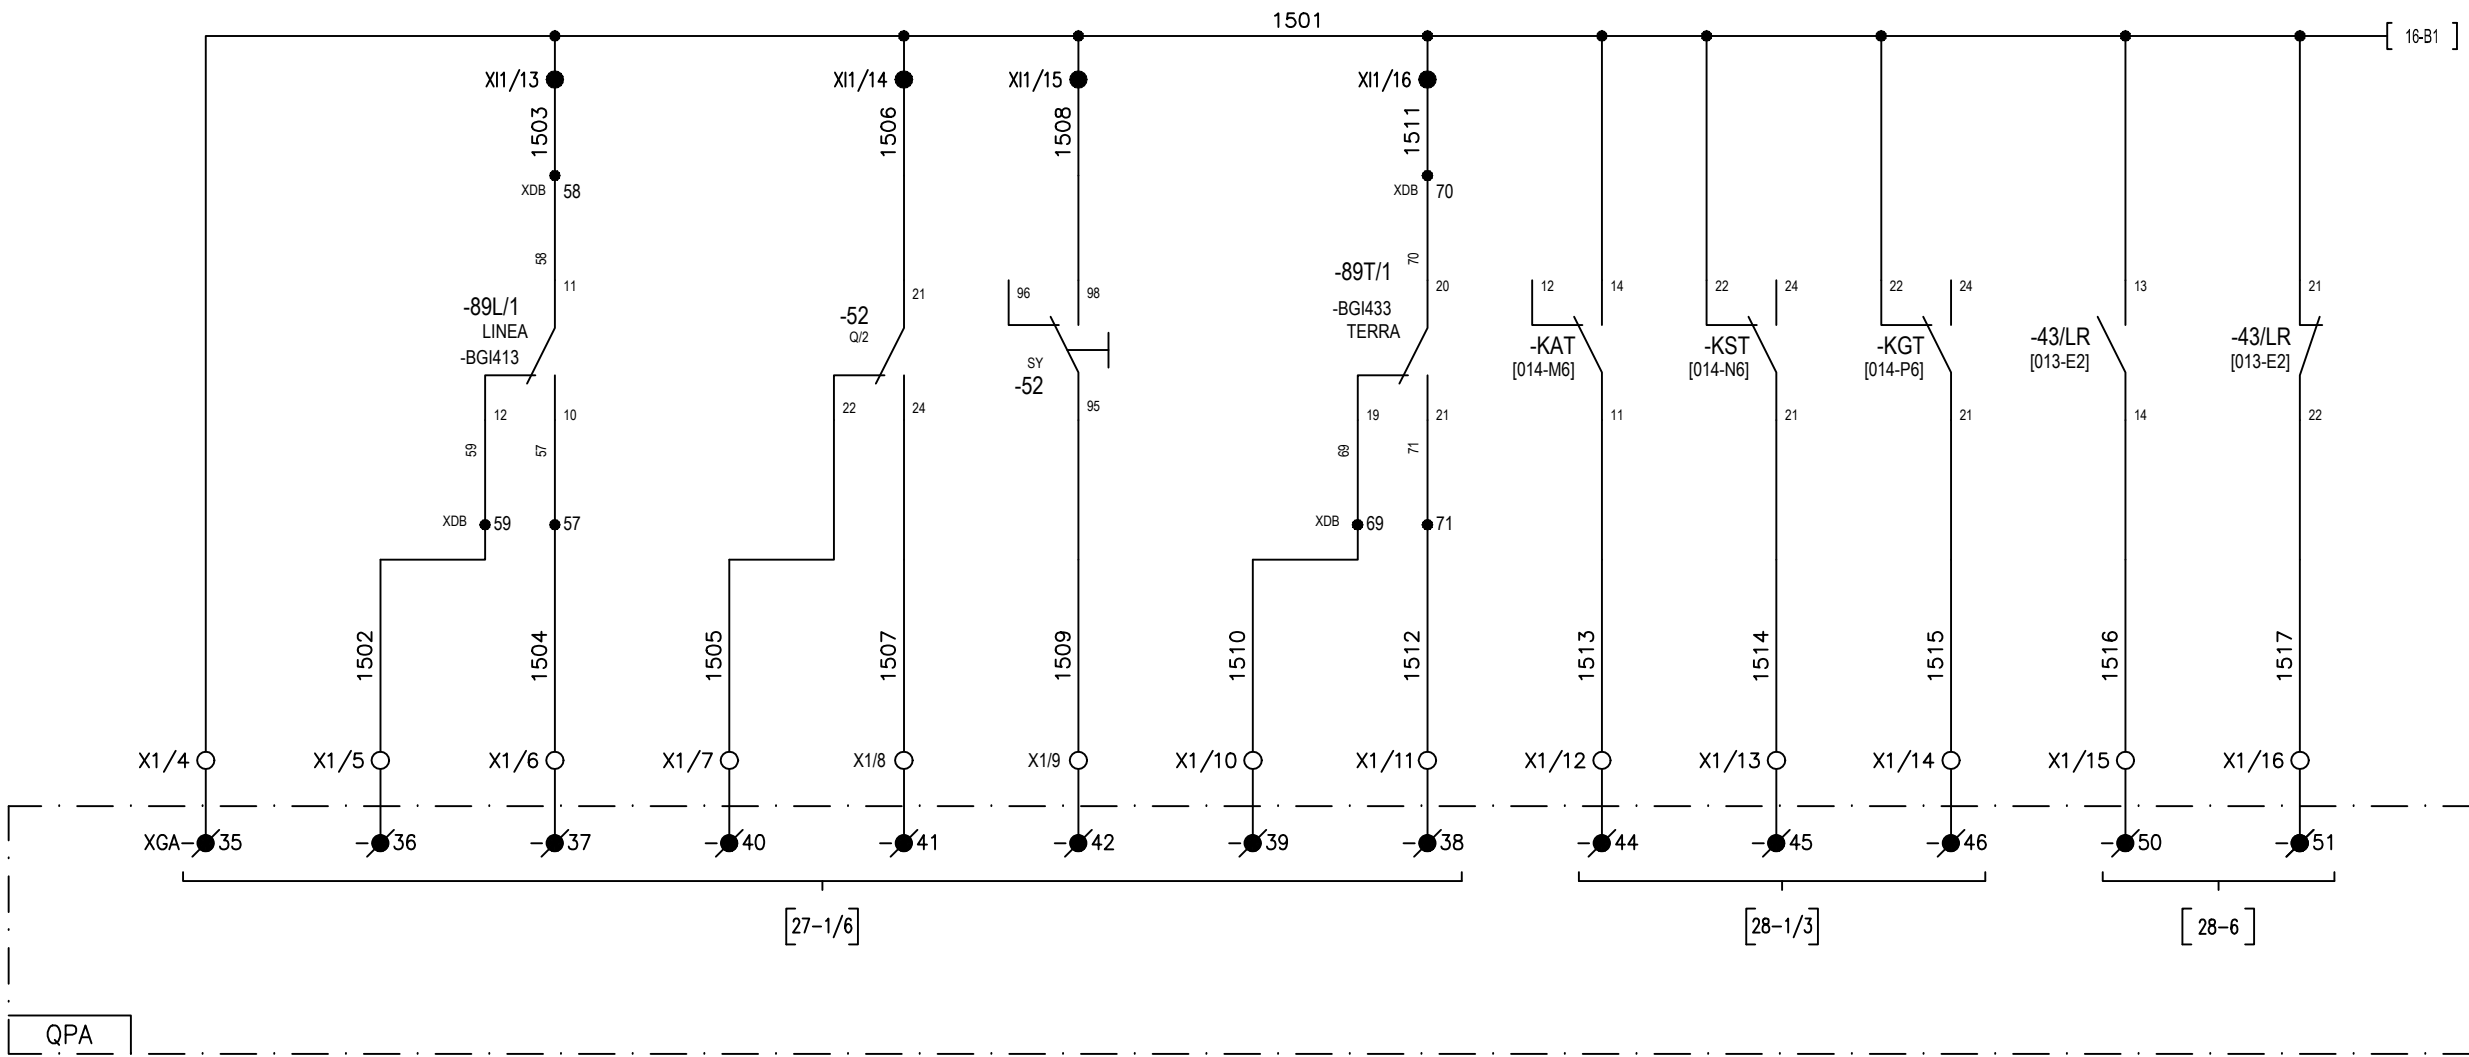 1501
[ 16-B1 ]
XI1/13
XI1/14
XI1/15
XI1/16
1503
1506
1508
1511
XDB 58
XDB 70
58
70
11
21
96
98
20
12
14
22
24
22
24
13
21
-89L/1
LINEA
-BGI413
-52
Q/2
SY
-52
-89T/1
-BGI433
TERRA
-KAT
[014-M6]
-KST
[014-N6]
-KGT
[014-P6]
-43/LR
[013-E2]
-43/LR
[013-E2]
12
10
22
24
95
19
21
11
21
21
14
22
59
57
69
71
XDB 59
57
XDB 69
71
1502
1504
1505
1507
1509
1510
1512
1513
1514
1515
1516
1517
X1/4
X1/5
X1/6
X1/7
X1/8
X1/9
X1/10
X1/11
X1/12
X1/13
X1/14
X1/15
X1/16
XGA-35
-36
-37
-40
-41
-42
-39
-38
-44
-45
-46
-50
-51
[27-1/6]
[28-1/3]
[ 28-6 ]
QPA